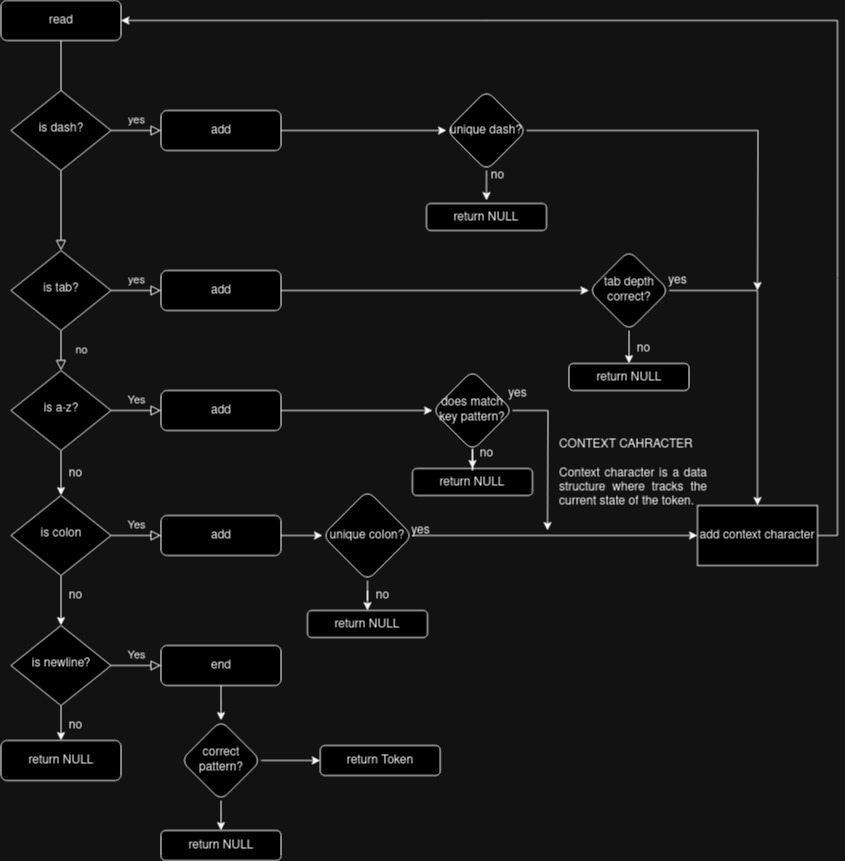 read
is dash?
yes
add
unique dash?
no
return NULL
is tab?
yes
add
tab depth
correct?
yes
no
no
return NULL
is a-z?
Yes
add
does match
key pattern?
yes
no
return NULL
no
CONTEXT CAHRACTER
Context character is a data
structure where tracks the
current state of the token.
is colon
Yes
add
unique colon?
yes
add context character
no
no
return NULL
is newline?
Yes
end
no
return NULL
correct
pattern?
return Token
return NULL